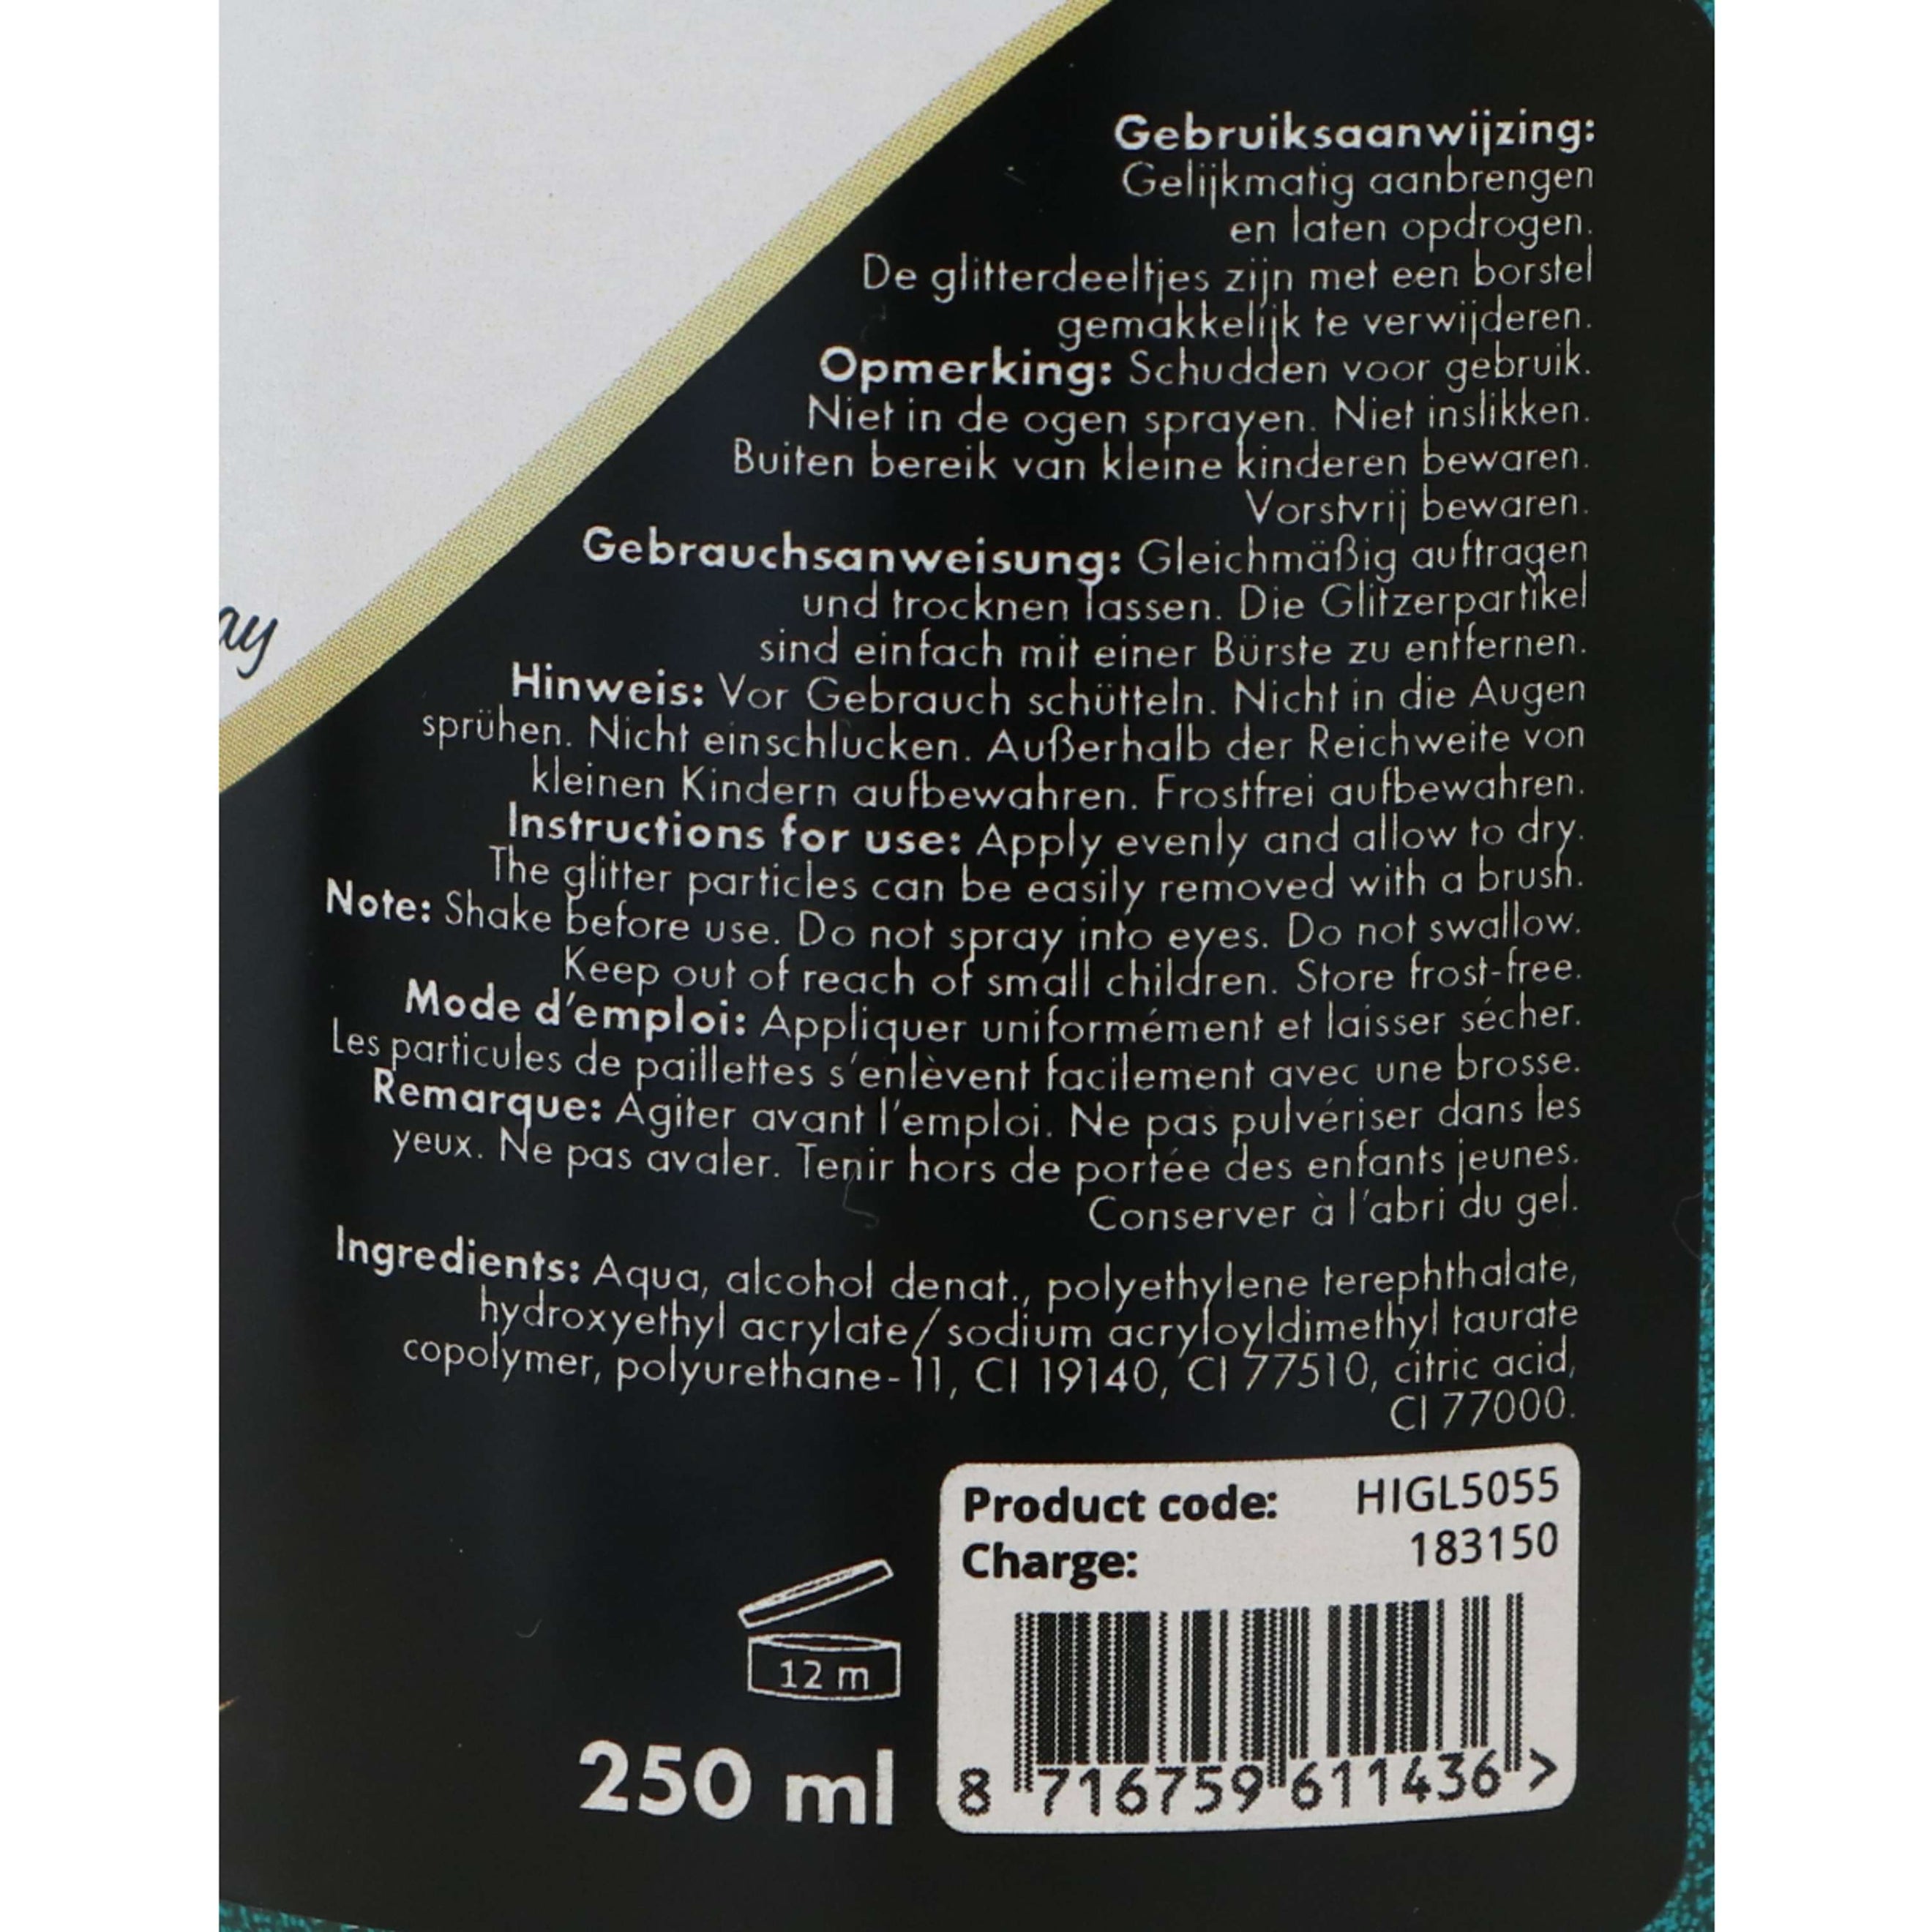 ay
Gebruiksaanwijzing:
Gelijkmatig aanbrengen
en laten opdrogen.
De glitterdeeltjes zijn met een borstel
gemakkelijk te verwijderen.
Opmerking: Schudden voor gebruik.
Niet in de ogen sprayen. Niet inslikken.
Buiten bereik van kleine kinderen bewaren.
Vorstvrij bewaren.
Gebrauchsanweisung: Gleichmäßig auftragen
und trocknen lassen. Die Glitzerpartikel
sind einfach mit einer Bürste zu entfernen.
Hinweis: Vor Gebrauch schütteln. Nicht in die Augen
sprühen. Nicht einschlucken. Außerhalb der Reichweite von
kleinen Kindern aufbewahren. Frostfrei aufbewahren.
Instructions for use: Apply evenly and allow to dry.
The glitter particles can be easily removed with a brush.
Note: Shake before use. Do not spray into eyes. Do not swallow.
Keep out of reach of small children. Store frost-free.
Mode d'emploi: Appliquer uniformément et laisser sécher.
Les particules de paillettes s'enlèvent facilement avec une brosse.
Remarque: Agiter avant l'emploi. Ne pas pulvériser dans les
yeux. Ne pas avaler. Tenir hors de portée des enfants jeunes.
Conserver à l'abri du gel.
Ingredients: Aqua, alcohol denat., polyethylene terephthalate,
hydroxyethyl acrylate/sodium acryloyldimethyl taurate
copolymer, polyurethane-11, CI 19140, CI 77510, citric acid,
CI 77000.
Product code: HIGL5055
Charge: 183150
12 m
250 ml
8 716759 611436 >